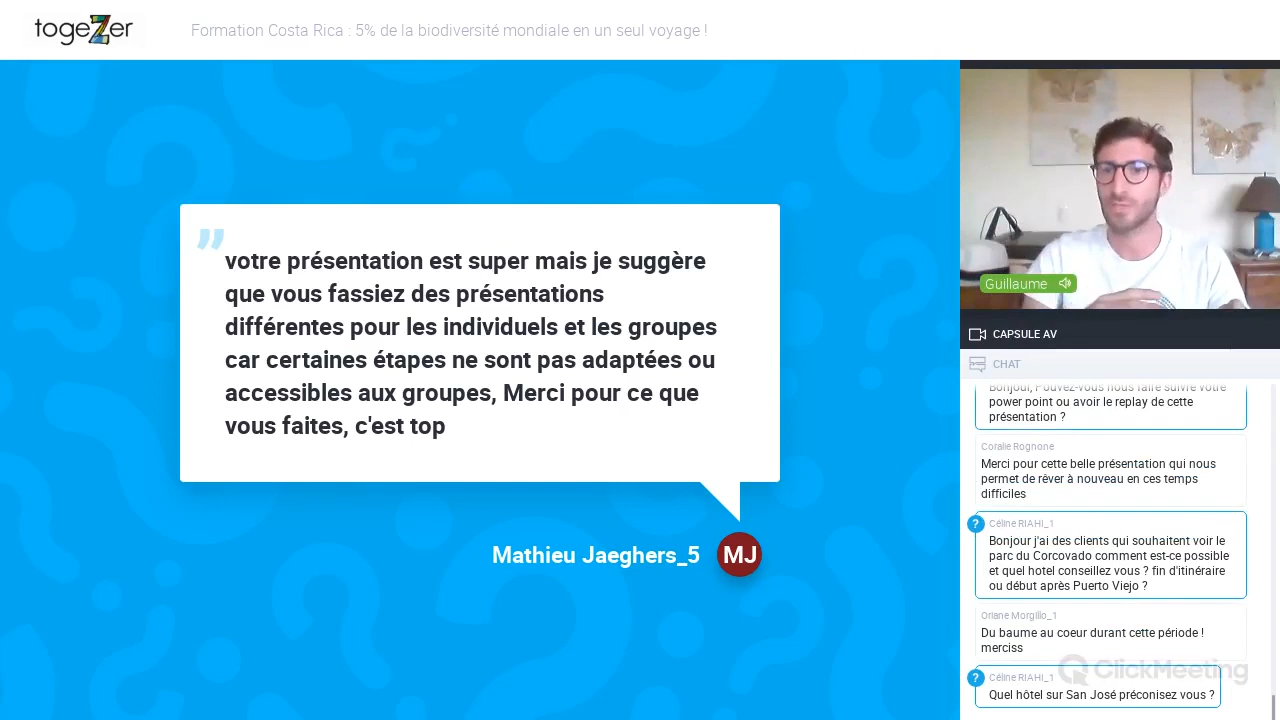 togeZer
Formation Costa Rica : 5% de la biodiversité mondiale en un seul voyage !
votre présentation est super mais je suggère
que vous fassiez des présentations
différentes pour les individuels et les groupes
car certaines étapes ne sont pas adaptées ou
accessibles aux groupes, Merci pour ce que
vous faites, c'est top
Mathieu Jaeghers_5
MJ
Guillaume
CAPSULE AV
CHAT
Bonjour, Pouvez-vous nous faire suivre votre
power point ou avoir le replay de cette
présentation ?
Coralie Rognone
Merci pour cette belle présentation qui nous
permet de rêver à nouveau en ces temps
difficiles
?
Céline RIAHI_1
Bonjour j'ai des clients qui souhaitent voir le
parc du Corcovado comment est-ce possible
et quel hotel conseillez vous ? fin d'itinéraire
ou début après Puerto Viejo ?
Oriane Morgillo_1
Du baume au coeur durant cette période !
merciss
ClickMeeting
?
Céline RIAHI_1
Quel hôtel sur San José préconisez vous ?